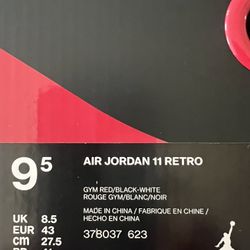 9⁵
AIR JORDAN 11 RETRO
GYM RED/BLACK-WHITE
ROUGE GYM/BLANC/NOIR
MADE IN CHINA / FABRIQUE EN CHINE /
HECHO EN CHINA
UK 8.5
EUR 43
cm 27.5
378037 623